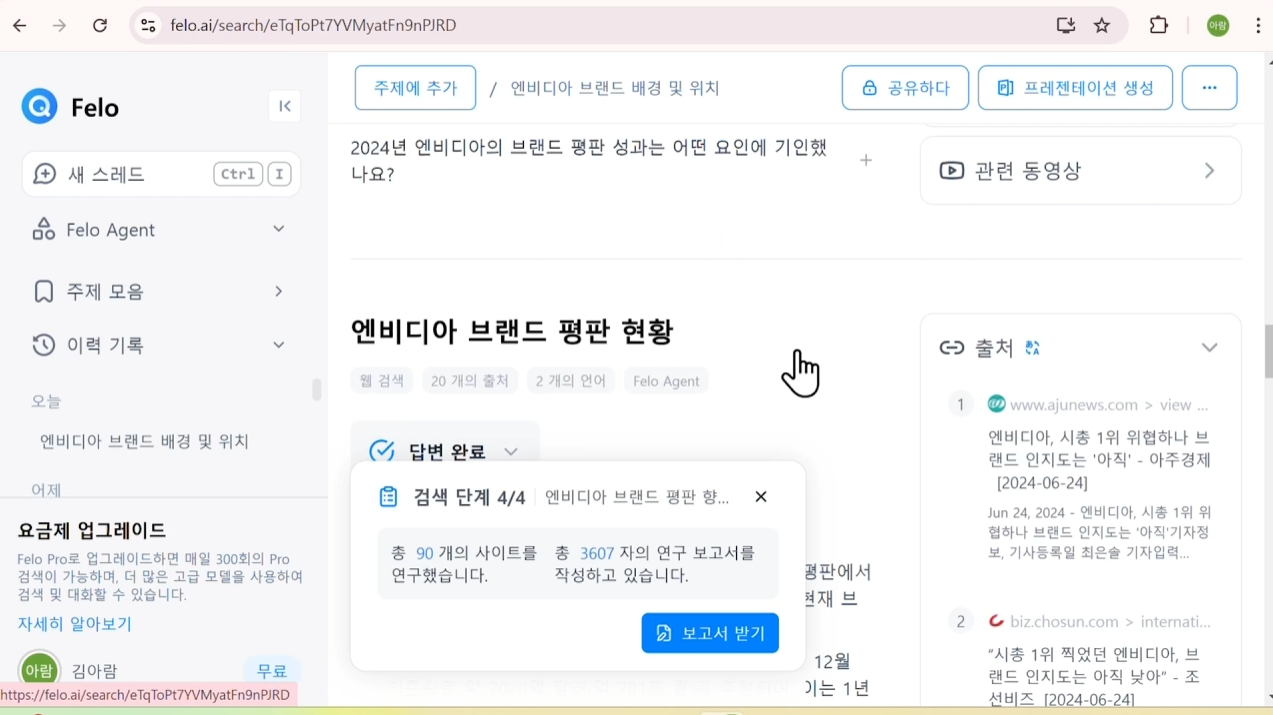 felo.ai/search/eTqToPt7YVMyatFn9nPJRD
아람
Felo
새 스레드
Ctrl I
Felo Agent
주제 모음
이력 기록
오늘
엔비디아 브랜드 배경 및 위치
어제
요금제 업그레이드
Felo Pro로 업그레이드하면 매일 300회의 Pro
검색이 가능하며, 더 많은 고급 모델을 사용하여
검색 및 대화할 수 있습니다.
자세히 알아보기
아람 김아람 무료
https://felo.ai/search/eTqToPt7YVMyatFn9nPJRD
주제에 추가 / 엔비디아 브랜드 배경 및 위치
공유하다
프레젠테이션 생성
...
2024년 엔비디아의 브랜드 평판 성과는 어떤 요인에 기인했
나요?
엔비디아 브랜드 평판 현황
웹 검색 20 개의 출처 2 개의 언어 Felo Agent
답변 완료
검색 단계 4/4 엔비디아 브랜드 평판 향...
총 90 개의 사이트를
연구했습니다.
총 3607 자의 연구 보고서를
작성하고 있습니다.
보고서 받기
평판에서
현재 브
12월
이는 1년
관련 동영상
출처
1 www.ajunews.com > view ...
엔비디아, 시총 1위 위협하나 브
랜드 인지도는 '아직' - 아주경제
[2024-06-24]
Jun 24, 2024 - 엔비디아, 시총 1위 위
협하나 브랜드 인지도는 '아직'기자정
보, 기사등록일 최은솔 기자입력...
2 biz.chosun.com > internati...
“시총 1위 찍었던 엔비디아, 브
랜드 인지도는 아직 낮아” - 조
선비즈 [2024-06-24]